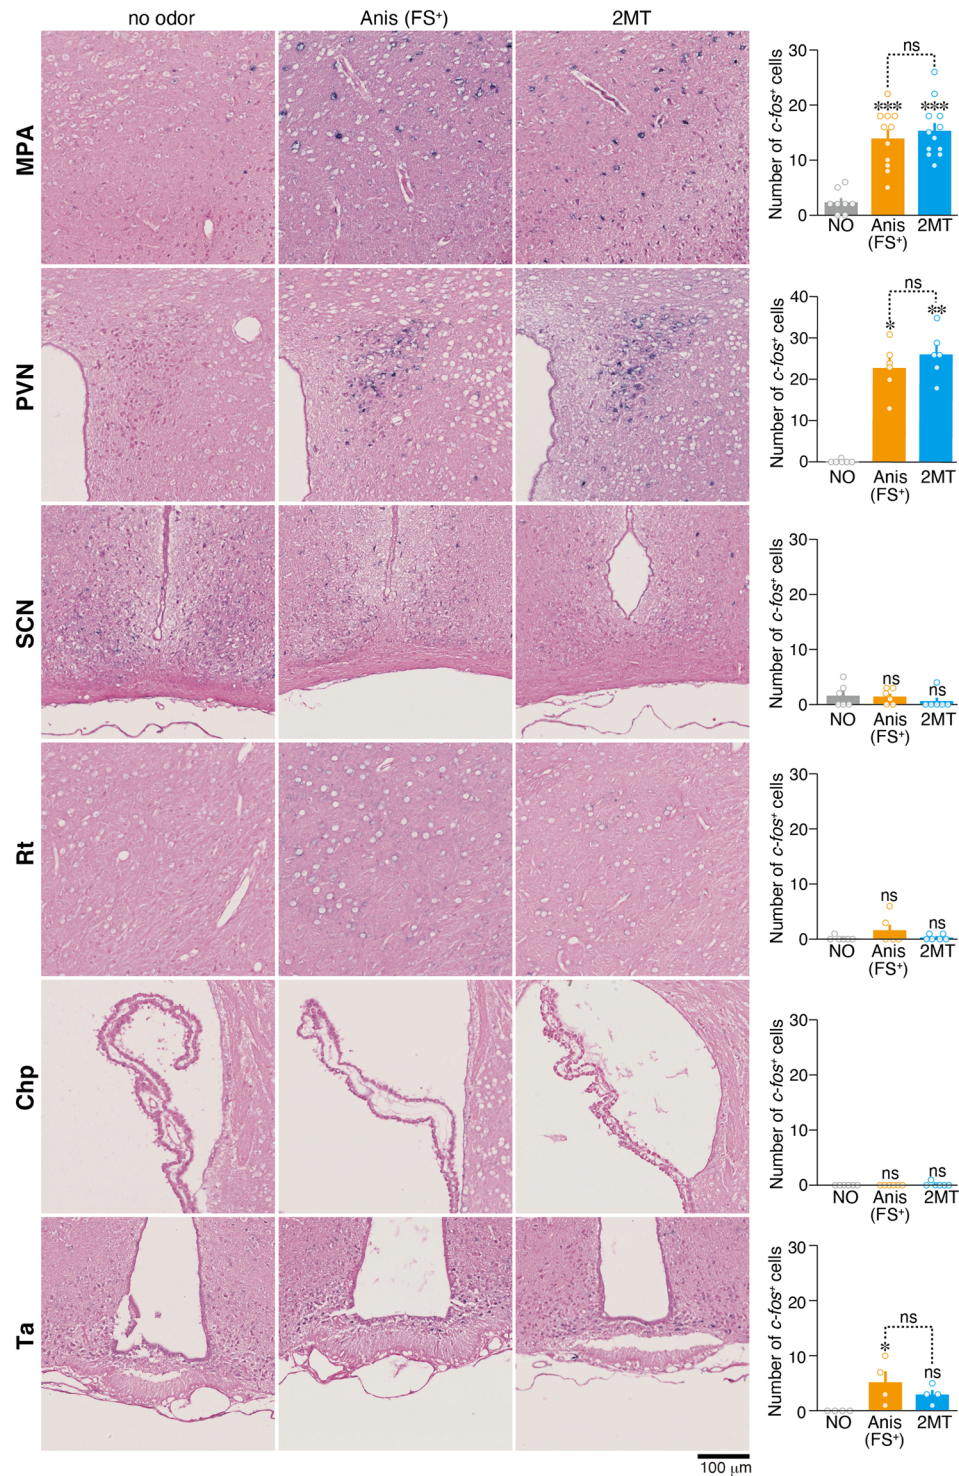 no odor Anis (FS⁺) 2MT
MPA
Number of c-fos⁺ cells
30
20
10
0
ns
*** ***
NO Anis 2MT
(FS⁺)
PVN
Number of c-fos⁺ cells
40
30
20
10
0
ns
* **
NO Anis 2MT
(FS⁺)
SCN
Number of c-fos⁺ cells
30
20
10
0
ns ns
NO Anis 2MT
(FS⁺)
Rt
Number of c-fos⁺ cells
30
20
10
0
ns ns
NO Anis 2MT
(FS⁺)
Chp
Number of c-fos⁺ cells
30
20
10
0
ns ns
NO Anis 2MT
(FS⁺)
Ta
Number of c-fos⁺ cells
30
20
10
0
ns
* ns
NO Anis 2MT
(FS⁺)
100 μm